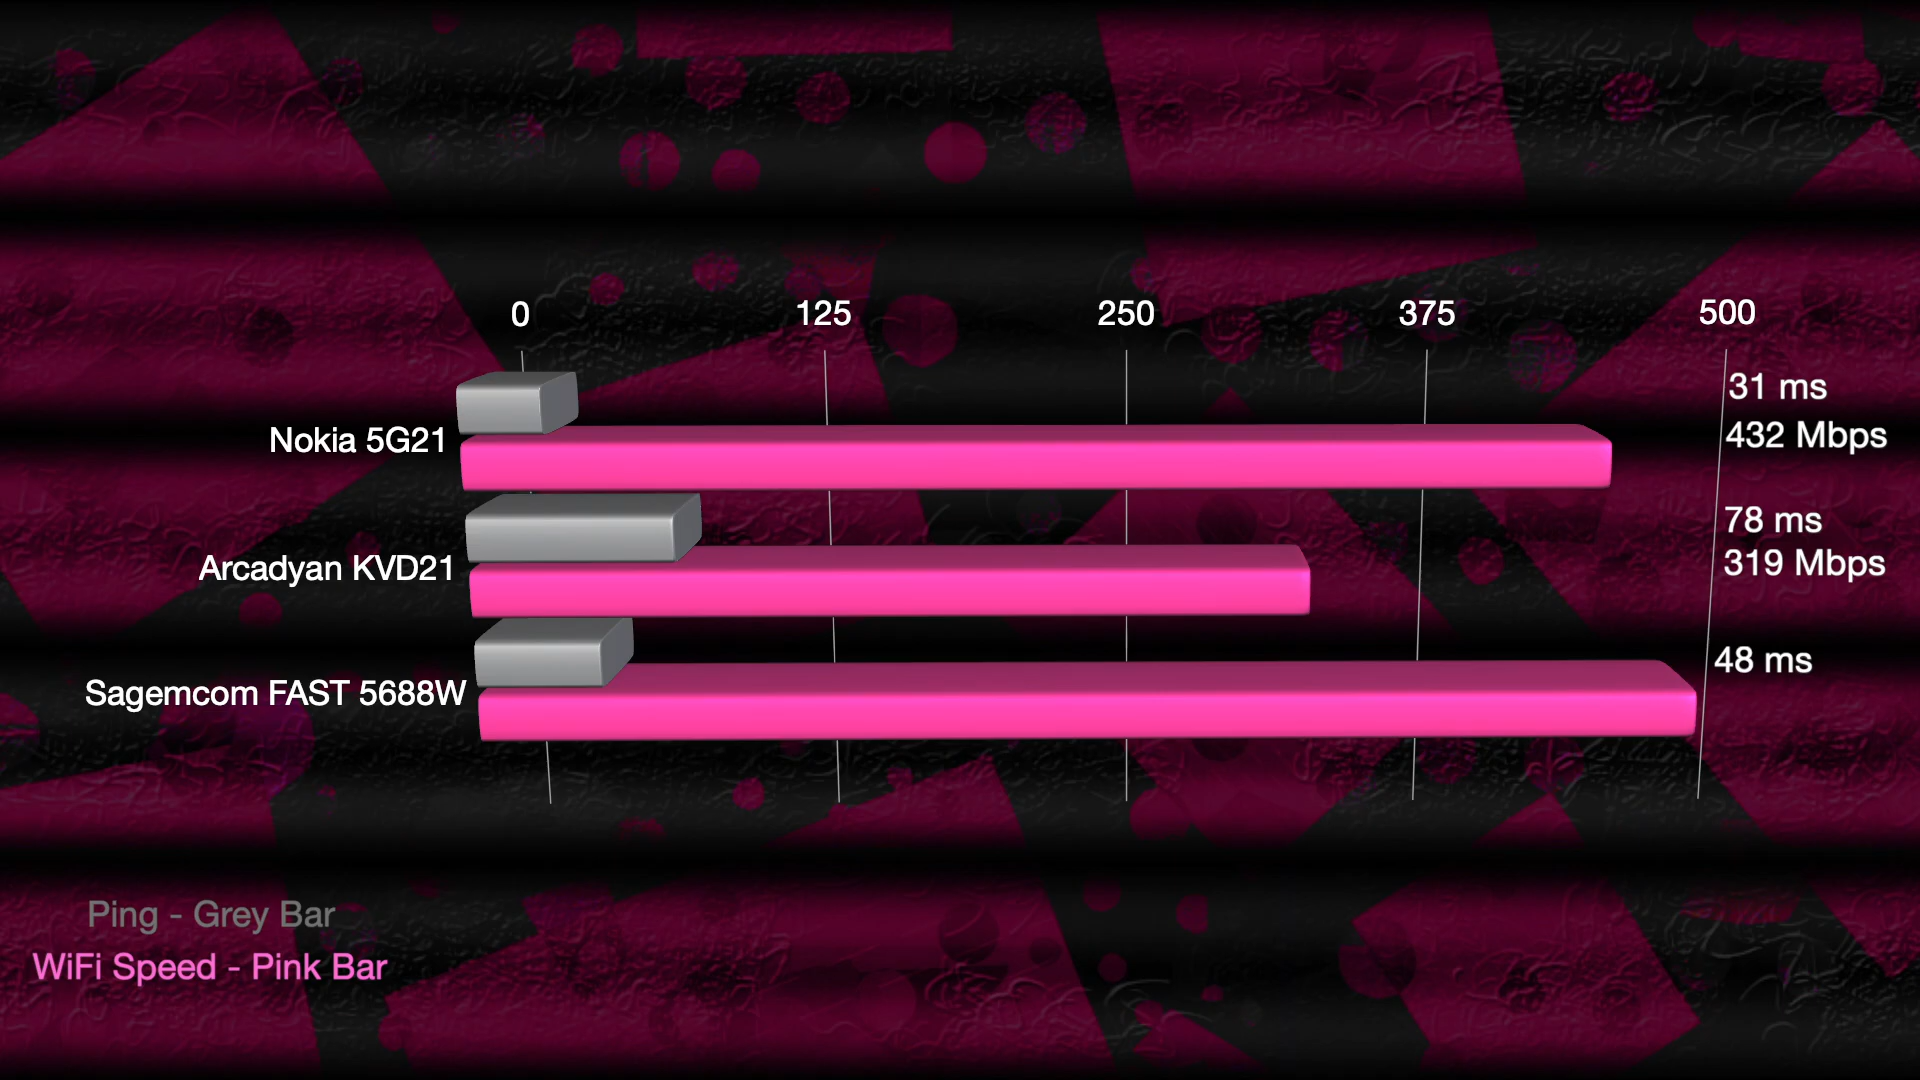 0 125 250 375 500
31 ms
Nokia 5G21 432 Mbps
78 ms
Arcadyan KVD21 319 Mbps
48 ms
Sagemcom FAST 5688W
Ping - Grey Bar
WiFi Speed - Pink Bar